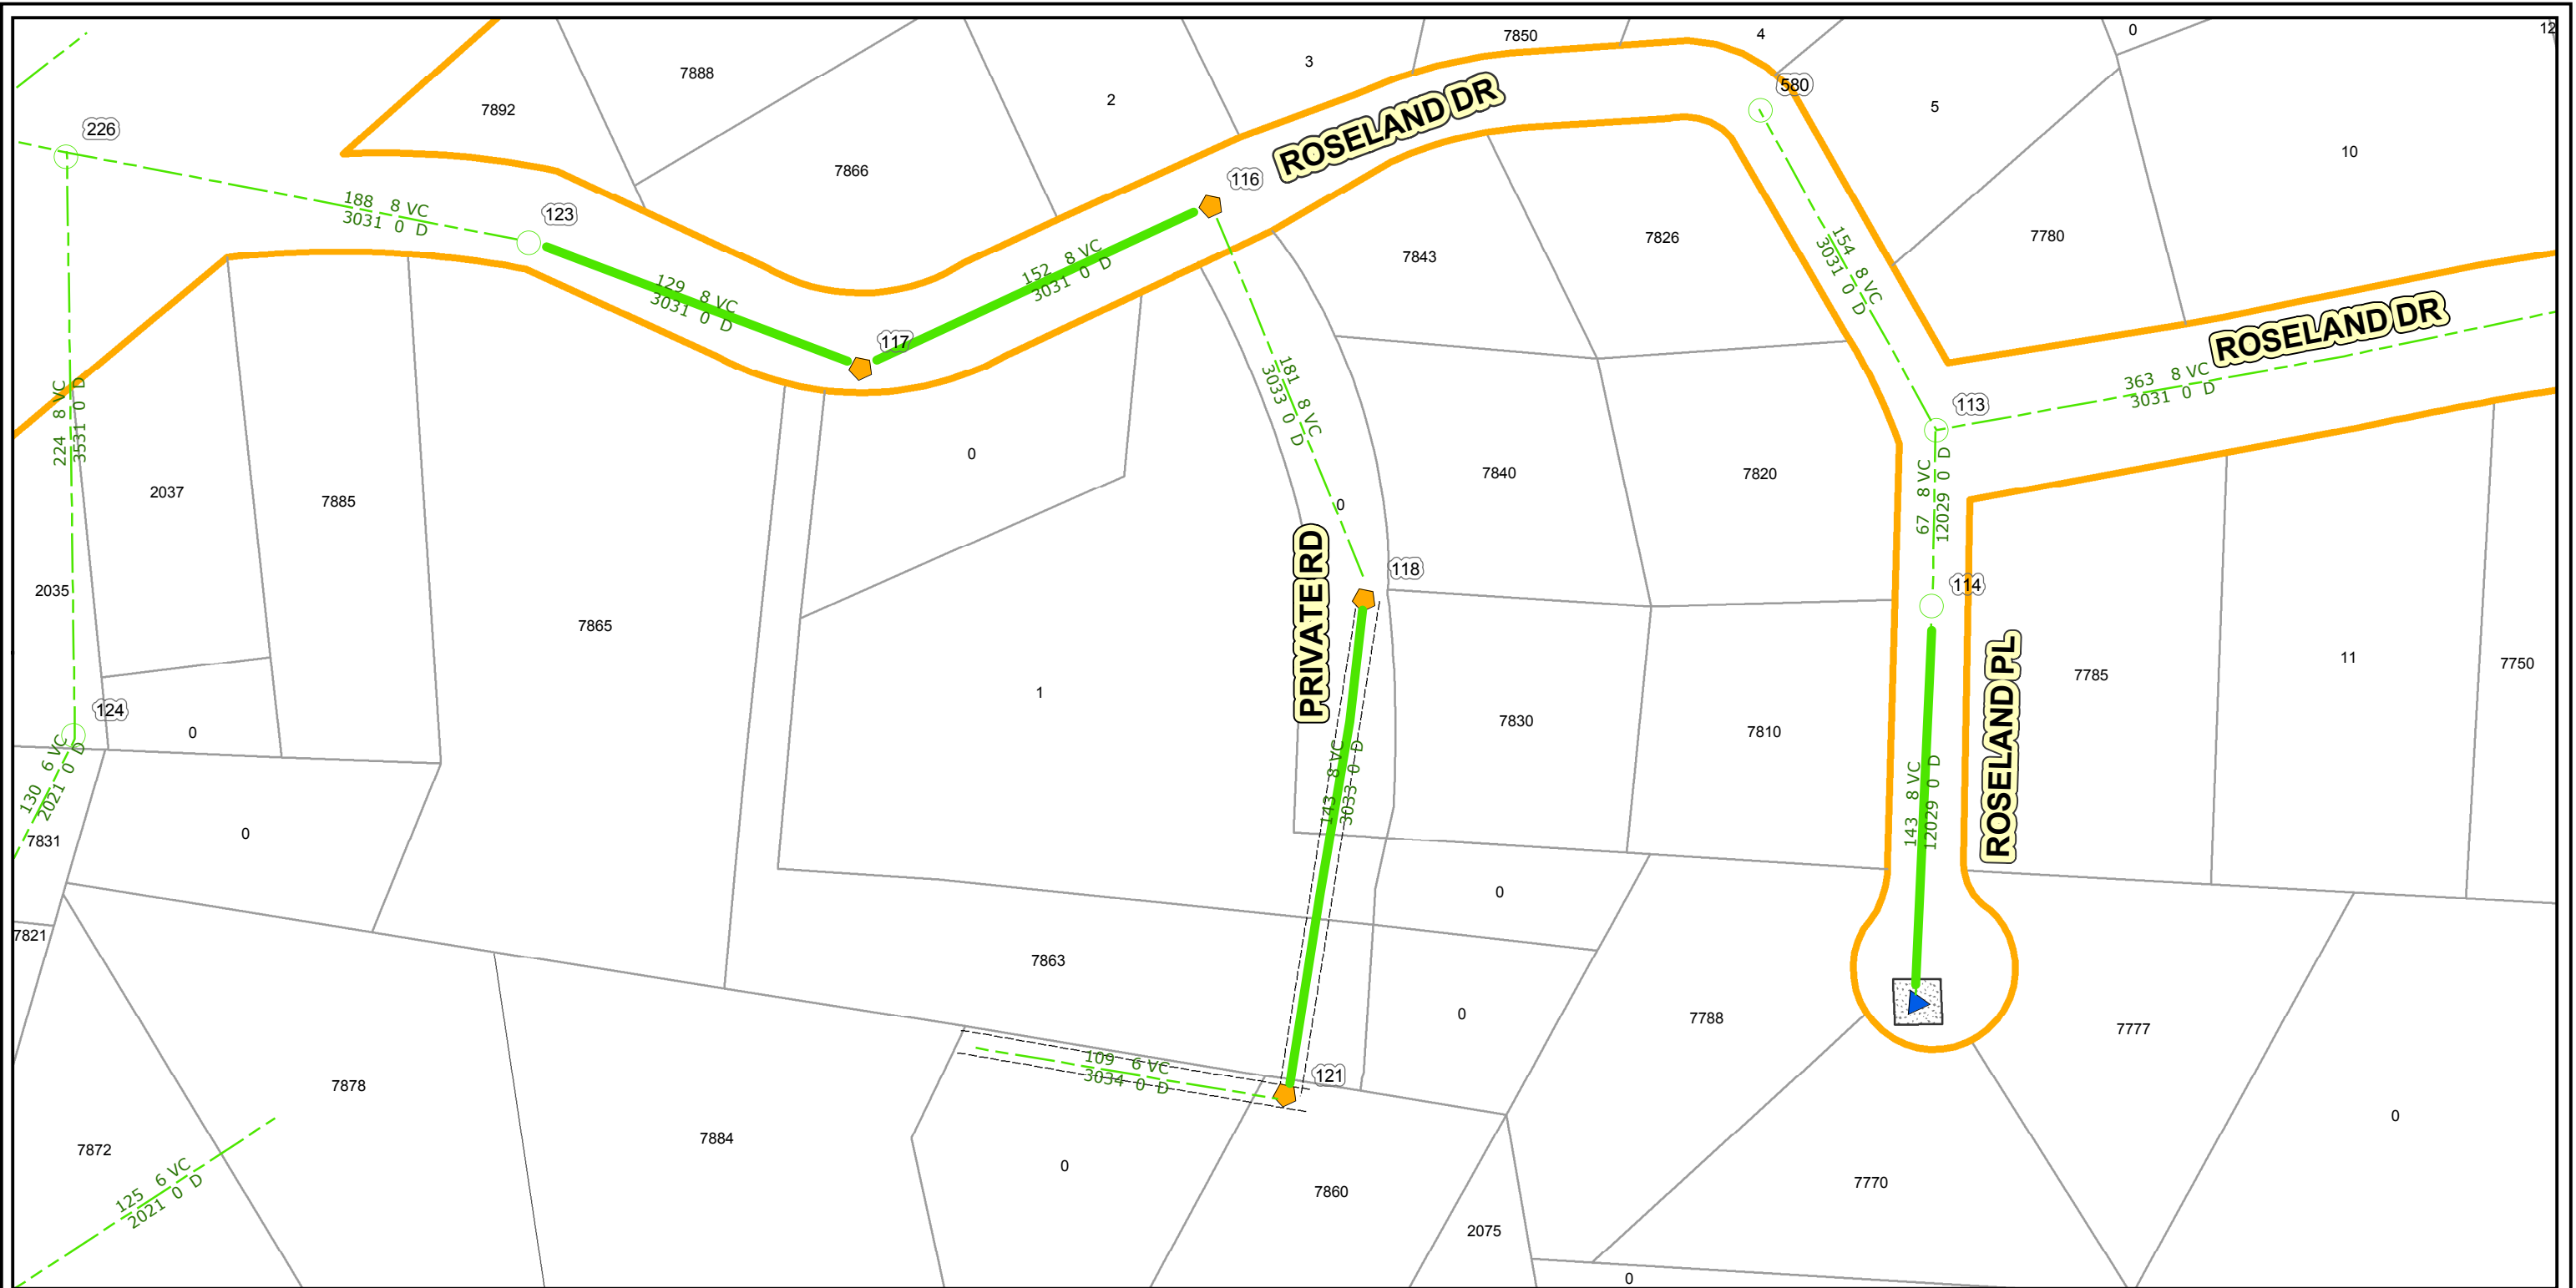 0
12
7850
4
3
7888
580
2
5
7892
226
10
7866
ROSELAND DR
116
188 8 VC
3031 0 D
123
7826
7780
7843
152 8 VC
3031 0 D
154 8 VC
3031 0 D
129 8 VC
3031 0 D
117
ROSELAND DR
181 8 VC
3033 0 D
363 8 VC
3031 0 D
113
224 8 VC
3531 0 D
0
7840
7820
2037
7885
0
67 8 VC
12029 0 D
118
114
2035
7865
PRIVATE RD
11
7750
7785
1
124
7830
7810
0
ROSELAND PL
130 6 VC
2021 0 D
143 8 VC
3033 0 D
143 8 VC
12029 0 D
0
7831
0
7821
7863
0
7788
7777
109 6 VC
3034 0 D
121
7878
0
7884
7872
0
7860
7770
125 6 VC
2021 0 D
2075
0